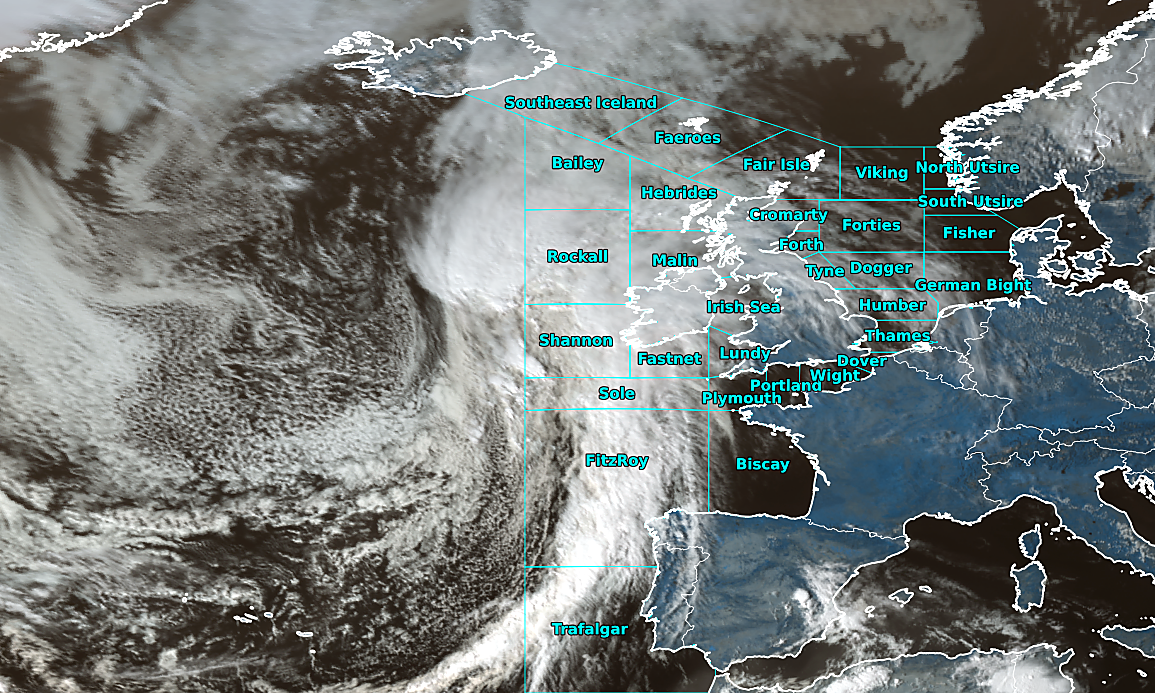 Southeast Iceland
Faeroes
Bailey
Fair Isle
Viking
North Utsire
Hebrides
South Utsire
Cromarty
Forties
Fisher
Forth
Rockall
Malin
Tyne
Dogger
German Bight
Irish Sea
Humber
Shannon
Thames
Fastnet
Lundy
Dover
Wight
Portland
Sole
Plymouth
FitzRoy
Biscay
Trafalgar